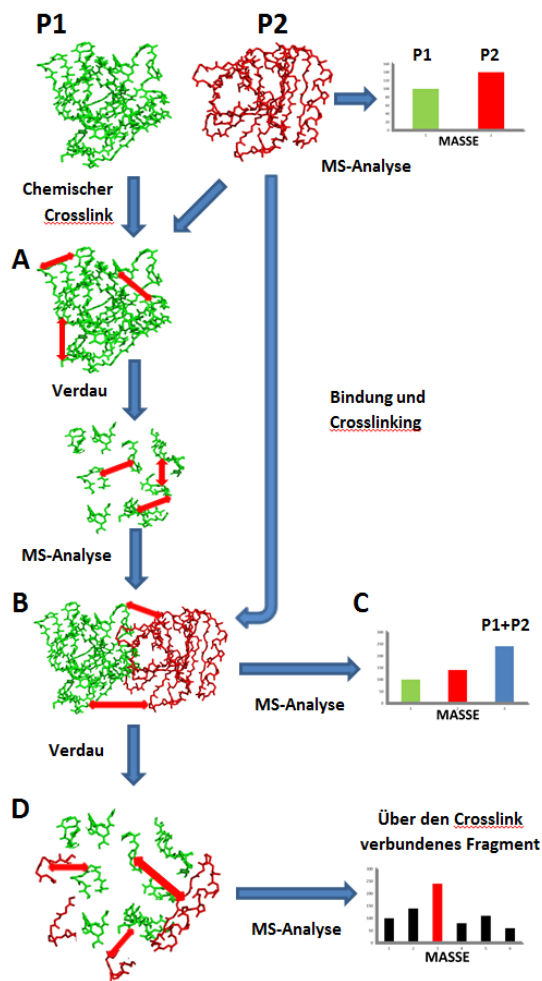 P1
P2
P1 P2
MASSE
MS-Analyse
Chemischer
Crosslink
A
Verdau
Bindung und
Crosslinking
MS-Analyse
B
C
P1+P2
MASSE
MS-Analyse
Verdau
D
Über den Crosslink
verbundenes Fragment
MS-Analyse
MASSE